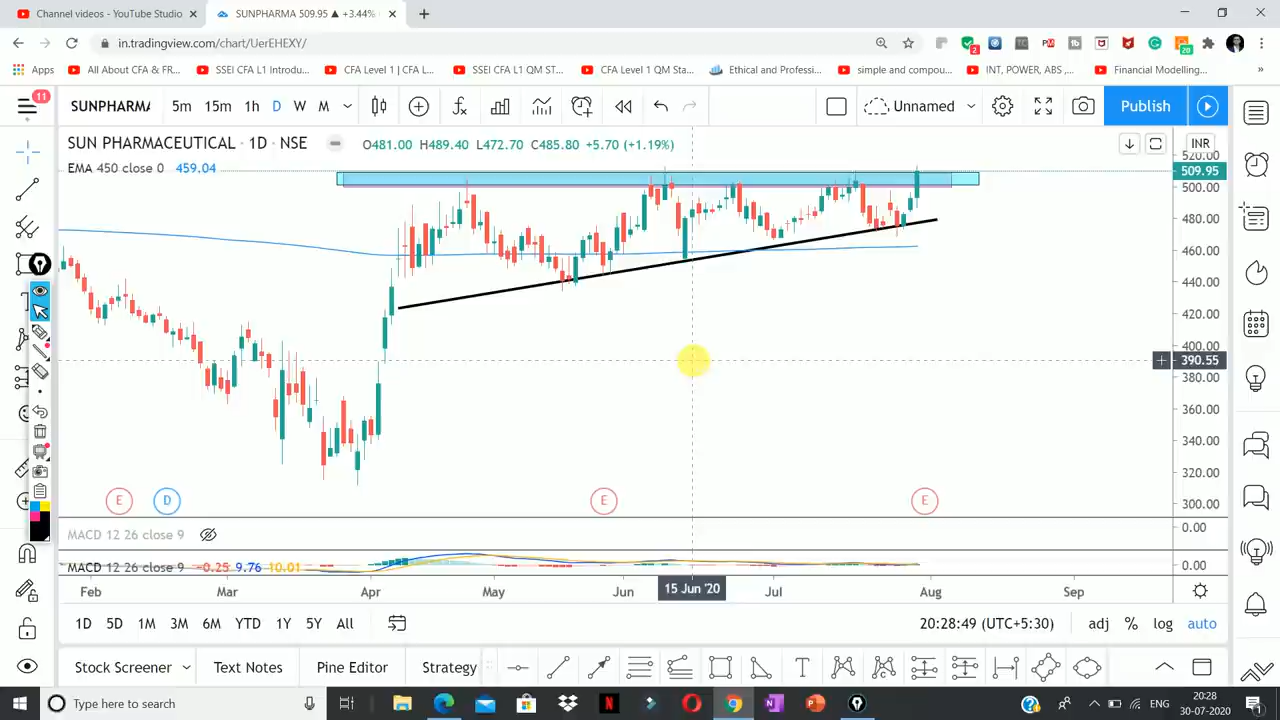 Channel videos - YouTube Studio
SUNPHARMA 509.95 ▲ +3.44%
in.tradingview.com/chart/UerEHEXY/
Apps
All About CFA & FR...
SSEI CFA L1 Introdu...
CFA Level 1 | CFA L...
SSEI CFA L1 QM ST...
CFA Level 1 QM Sta...
Ethical and Professi...
simple and compou...
INT, POWER, ABS ,...
Financial Modelling...
11
SUNPHARMA
5m 15m 1h D W M
Unnamed
Publish
SUN PHARMACEUTICAL · 1D · NSE
O481.00 H489.40 L472.70 C485.80 +5.70 (+1.19%)
INR
EMA 450 close 0 459.04
520.00
509.95
500.00
480.00
460.00
440.00
420.00
400.00
390.55
380.00
360.00
340.00
320.00
300.00
E D E E
MACD 12 26 close 9
0.00
MACD 12 26 close 9 −0.25 9.76 10.01
0.00
Feb Mar Apr May Jun 15 Jun '20 Jul Aug Sep
1D 5D 1M 3M 6M YTD 1Y 5Y All
20:28:49 (UTC+5:30) adj % log auto
Stock Screener Text Notes Pine Editor Strategy
Type here to search
ENG
20:28
30-07-2020